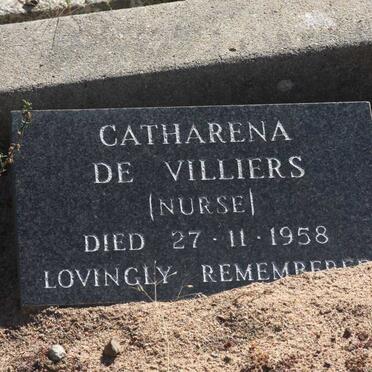 CATHARENA
DE VILLIERS
(NURSE)
DIED 27·11·1958
LOVINGLY REMEMBERED